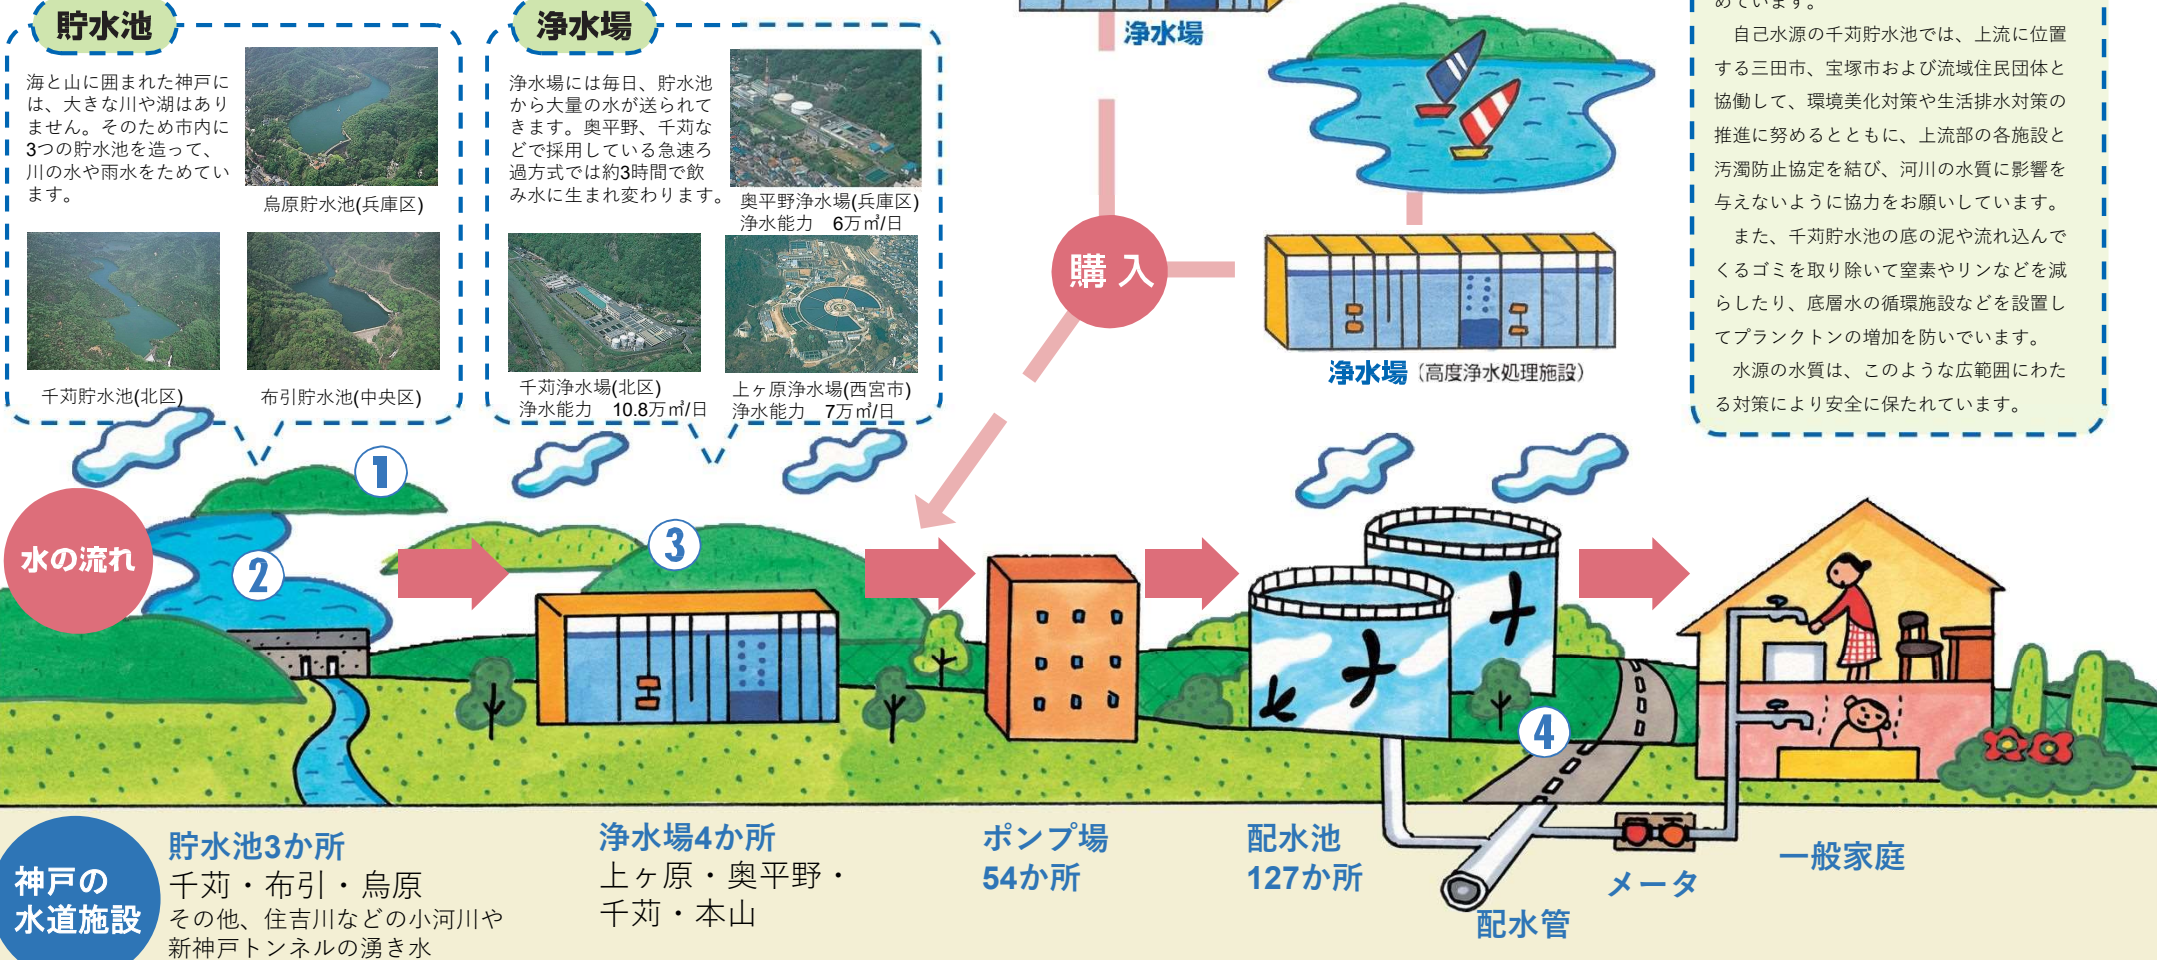 貯水池
海と山に囲まれた神戸に
は、大きな川や湖はあり
ません。そのため市内に
3つの貯水池を造って、
川の水や雨水をためてい
ます。
烏原貯水池(兵庫区)
千苅貯水池(北区)
布引貯水池(中央区)
浄水場
浄水場には毎日、貯水池
から大量の水が送られて
きます。奥平野、千苅な
どで採用している急速ろ
過方式では約3時間で飲
み水に生まれ変わります。
奥平野浄水場(兵庫区)
浄水能力 6万㎥/日
千苅浄水場(北区)
浄水能力 10.8万㎥/日
上ヶ原浄水場(西宮市)
浄水能力 7万㎥/日
浄水場
購入
浄水場(高度浄水処理施設)
めています。
自己水源の千苅貯水池では、上流に位置
する三田市、宝塚市および流域住民団体と
協働して、環境美化対策や生活排水対策の
推進に努めるとともに、上流部の各施設と
汚濁防止協定を結び、河川の水質に影響を
与えないように協力をお願いしています。
また、千苅貯水池の底の泥や流れ込んで
くるゴミを取り除いて窒素やリンなどを減
らしたり、底層水の循環施設などを設置し
てプランクトンの増加を防いでいます。
水源の水質は、このような広範囲にわた
る対策により安全に保たれています。
水の流れ
1
2
3
4
神戸の
水道施設
貯水池3か所
千苅・布引・烏原
その他、住吉川などの小河川や
新神戸トンネルの湧き水
浄水場4か所
上ヶ原・奥平野・
千苅・本山
ポンプ場
54か所
配水池
127か所
配水管
メータ
一般家庭